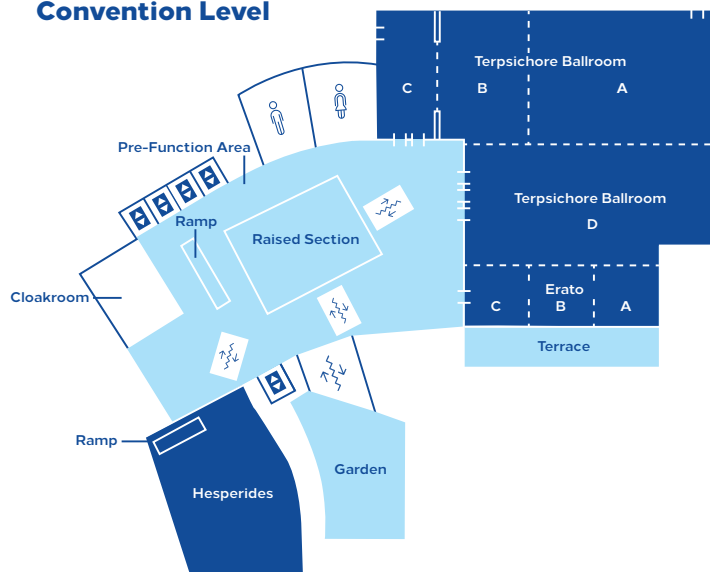 Convention Level
Terpsichore Ballroom
C
B
A
Pre-Function Area
Terpsichore Ballroom
D
Ramp
Raised Section
Cloakroom
Erato
C
B
A
Terrace
Ramp
Garden
Hesperides